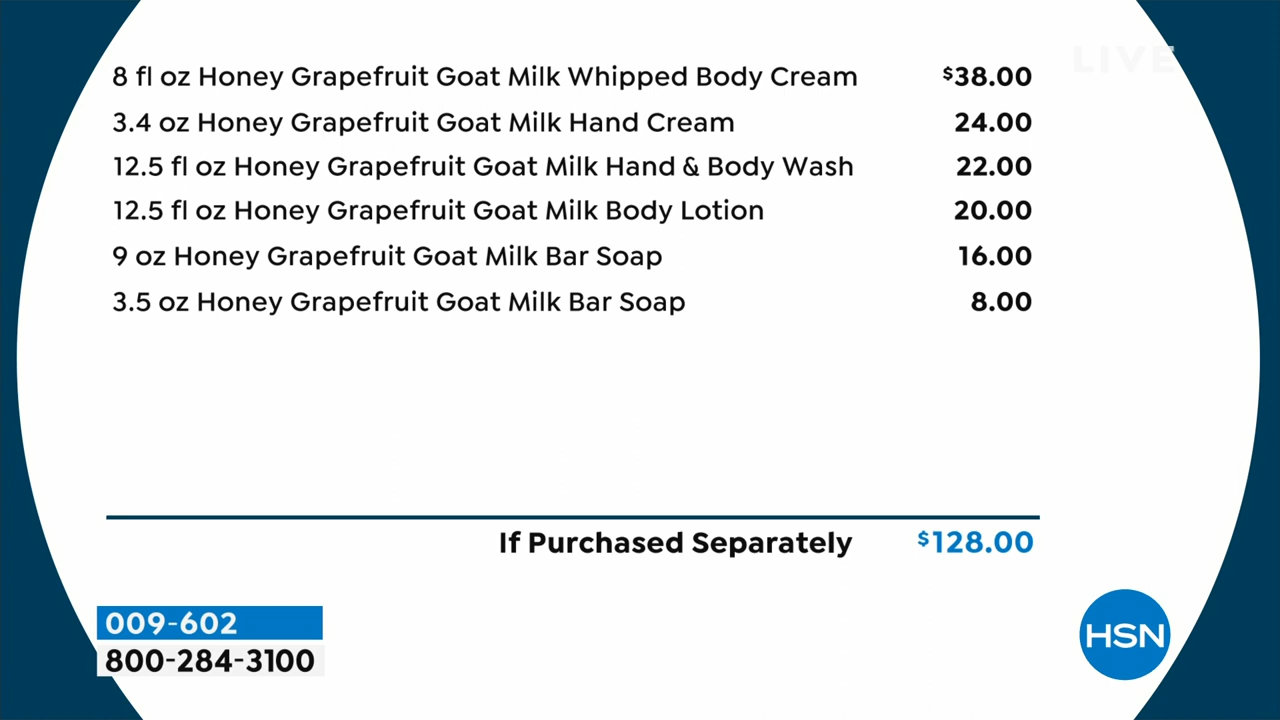 LIVE
8 fl oz Honey Grapefruit Goat Milk Whipped Body Cream $38.00
3.4 oz Honey Grapefruit Goat Milk Hand Cream 24.00
12.5 fl oz Honey Grapefruit Goat Milk Hand & Body Wash 22.00
12.5 fl oz Honey Grapefruit Goat Milk Body Lotion 20.00
9 oz Honey Grapefruit Goat Milk Bar Soap 16.00
3.5 oz Honey Grapefruit Goat Milk Bar Soap 8.00
If Purchased Separately $128.00
009-602
800-284-3100
HSN